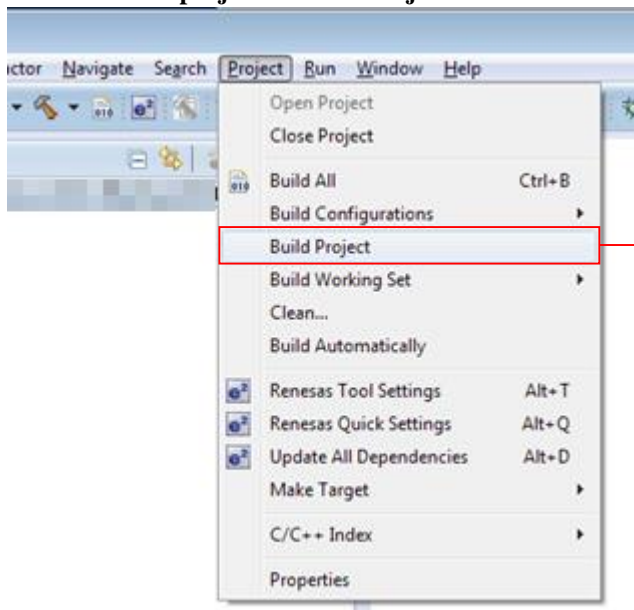 Navigate Search Project Run Window Help
Open Project
Close Project
Build All Ctrl+B
Build Configurations
Build Project
Build Working Set
Clean...
Build Automatically
Renesas Tool Settings Alt+T
Renesas Quick Settings Alt+Q
Update All Dependencies Alt+D
Make Target
C/C++ Index
Properties